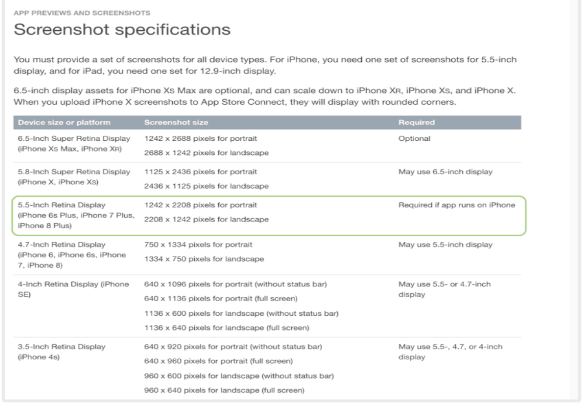 APP PREVIEWS AND SCREENSHOTS
Screenshot specifications
You must provide a set of screenshots for all device types. For iPhone, you need one set of screenshots for 5.5-inch
display, and for iPad, you need one set for 12.9-inch display.
6.5-inch display assets for iPhone XS Max are optional, and can scale down to iPhone XR, iPhone XS, and iPhone X.
When you upload iPhone X screenshots to App Store Connect, they will display with rounded corners.
Device size or platform Screenshot size Required
6.5-Inch Super Retina Display 1242 x 2688 pixels for portrait Optional
(iPhone XS Max, iPhone XR) 2688 x 1242 pixels for landscape
5.8-Inch Super Retina Display 1125 x 2436 pixels for portrait May use 6.5-inch display
(iPhone X, iPhone XS) 2436 x 1125 pixels for landscape
5.5-Inch Retina Display 1242 x 2208 pixels for portrait Required if app runs on iPhone
(iPhone 6s Plus, iPhone 7 Plus, 2208 x 1242 pixels for landscape
iPhone 8 Plus)
4.7-Inch Retina Display 750 x 1334 pixels for portrait May use 5.5-inch display
(iPhone 6, iPhone 6s, iPhone 1334 x 750 pixels for landscape
7, iPhone 8)
4-Inch Retina Display (iPhone 640 x 1096 pixels for portrait (without status bar) May use 5.5- or 4.7-inch
SE) 640 x 1136 pixels for portrait (full screen) display
1136 x 600 pixels for landscape (without status bar)
1136 x 640 pixels for landscape (full screen)
3.5-Inch Retina Display 640 x 920 pixels for portrait (without status bar) May use 5.5-, 4.7, or 4-inch
(iPhone 4s) 640 x 960 pixels for portrait (full screen) display
960 x 600 pixels for landscape (without status bar)
960 x 640 pixels for landscape (full screen)